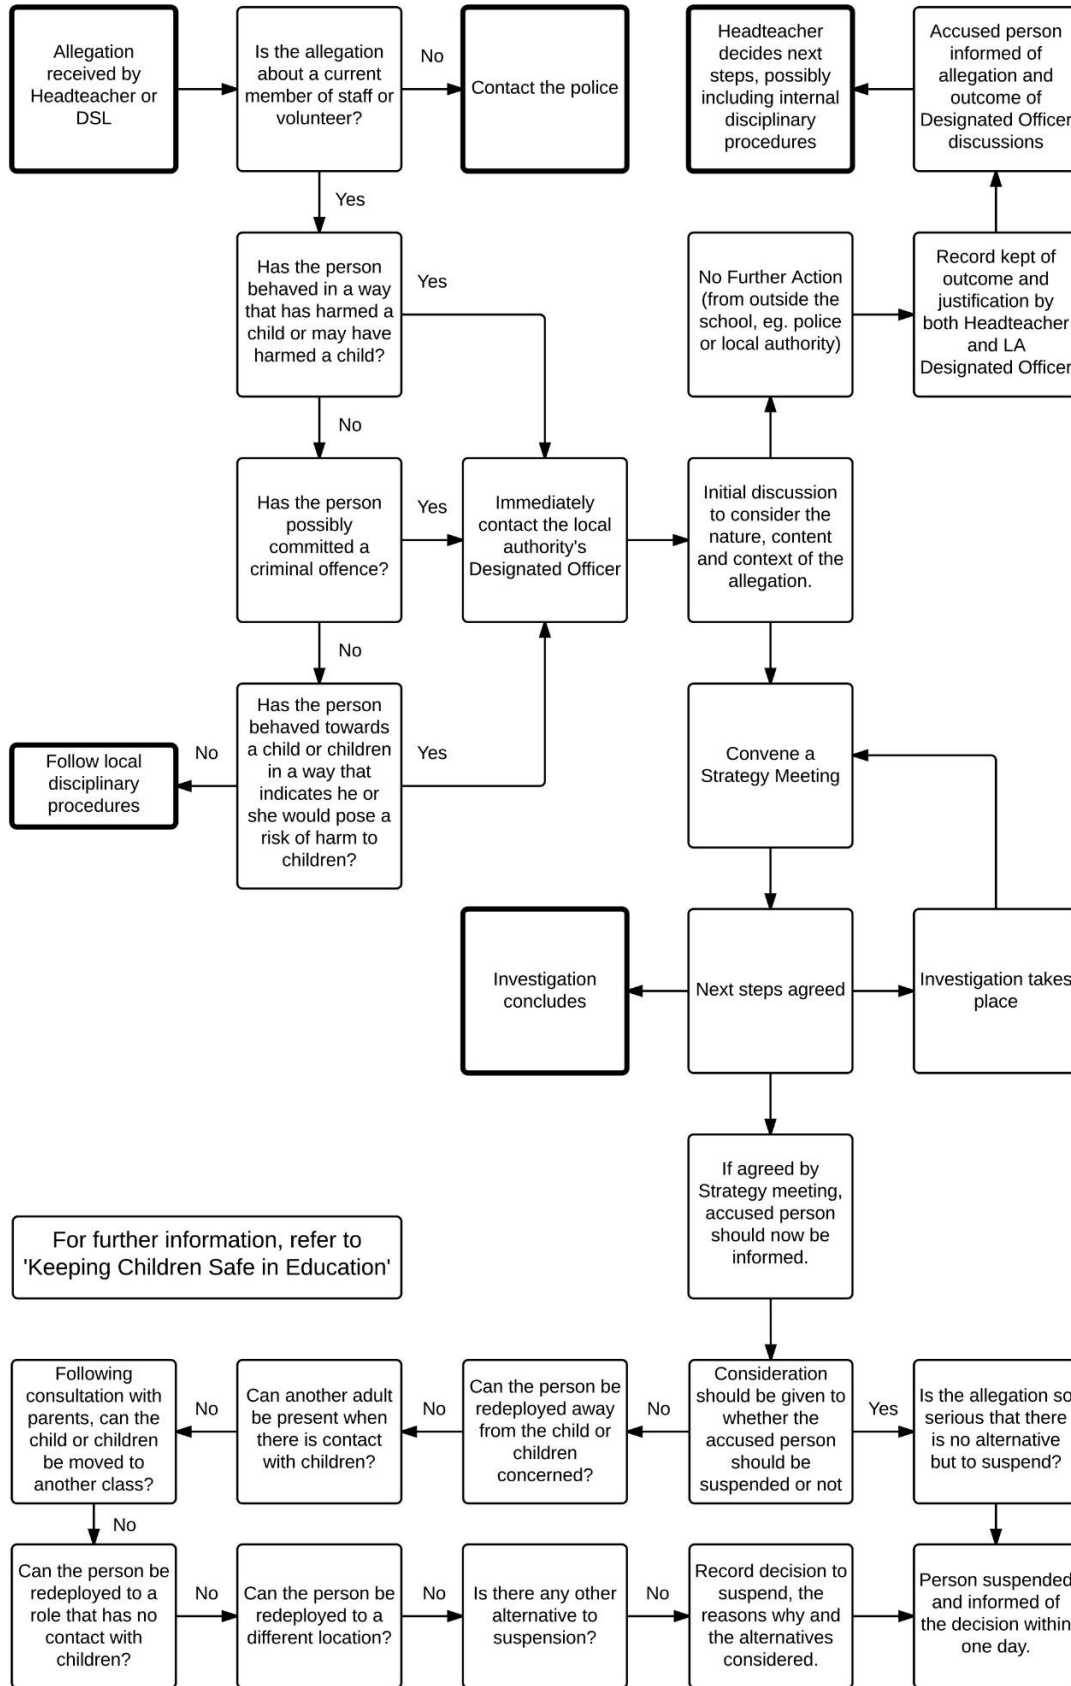 Allegation
received by
Headteacher or
DSL
Is the allegation
about a current
member of staff or
volunteer?
No
Contact the police
Headteacher
decides next
steps, possibly
including internal
disciplinary
procedures
Accused person
informed of
allegation and
outcome of
Designated Officer
discussions
Yes
Has the person
behaved in a way
that has harmed a
child or may have
harmed a child?
Yes
No Further Action
(from outside the
school, eg. police
or local authority)
Record kept of
outcome and
justification by
both Headteacher
and LA
Designated Officer
No
Has the person
possibly
committed a
criminal offence?
Yes
Immediately
contact the local
authority's
Designated Officer
Initial discussion
to consider the
nature, content
and context of the
allegation.
No
Follow local
disciplinary
procedures
No
Has the person
behaved towards
a child or children
in a way that
indicates he or
she would pose a
risk of harm to
children?
Yes
Convene a
Strategy Meeting
Investigation
concludes
Next steps agreed
Investigation takes
place
If agreed by
Strategy meeting,
accused person
should now be
informed.
For further information, refer to
'Keeping Children Safe in Education'
Following
consultation with
parents, can the
child or children
be moved to
another class?
No
Can another adult
be present when
there is contact
with children?
No
Can the person be
redeployed away
from the child or
children
concerned?
No
Consideration
should be given to
whether the
accused person
should be
suspended or not
Yes
Is the allegation so
serious that there
is no alternative
but to suspend?
No
Can the person be
redeployed to a
role that has no
contact with
children?
No
Can the person be
redeployed to a
different location?
No
Is there any other
alternative to
suspension?
No
Record decision to
suspend, the
reasons why and
the alternatives
considered.
Person suspended
and informed of
the decision within
one day.